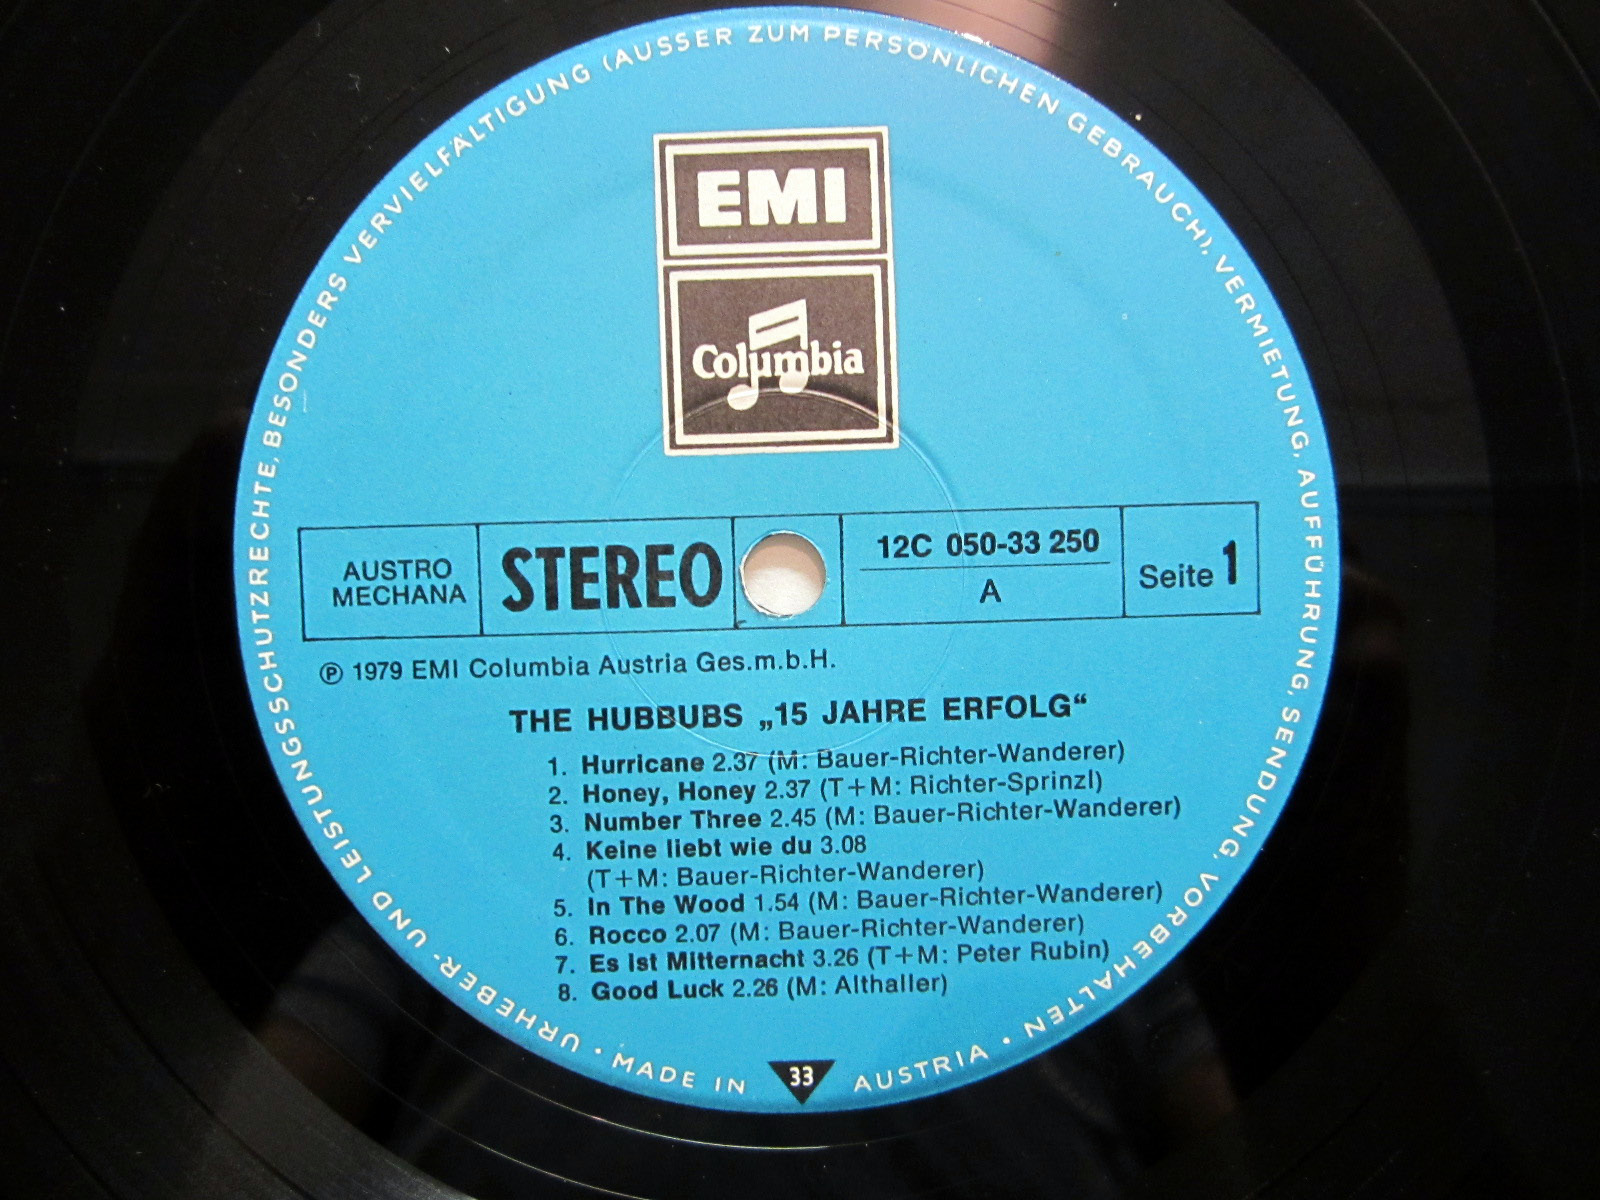 URHEBER- UND LEISTUNGSSCHUTZRECHTE, BESONDERS VERVIELFÄLTIGUNG (AUSSER ZUM PERSÖNLICHEN GEBRAUCH), VERMIETUNG, AUFFÜHRUNG, SENDUNG, VORBEHALTEN •
EMI
Columbia
AUSTRO
MECHANA
STEREO
12C 050-33 250
A
Seite 1
℗ 1979 EMI Columbia Austria Ges.m.b.H.
THE HUBBUBS „15 JAHRE ERFOLG“
1. Hurricane 2.37 (M: Bauer-Richter-Wanderer)
2. Honey, Honey 2.37 (T+M: Richter-Sprinzl)
3. Number Three 2.45 (M: Bauer-Richter-Wanderer)
4. Keine liebt wie du 3.08
(T+M: Bauer-Richter-Wanderer)
5. In The Wood 1.54 (M: Bauer-Richter-Wanderer)
6. Rocco 2.07 (M: Bauer-Richter-Wanderer)
7. Es ist Mitternacht 3.26 (T+M: Peter Rubin)
8. Good Luck 2.26 (M: Althaller)
• MADE IN AUSTRIA
33